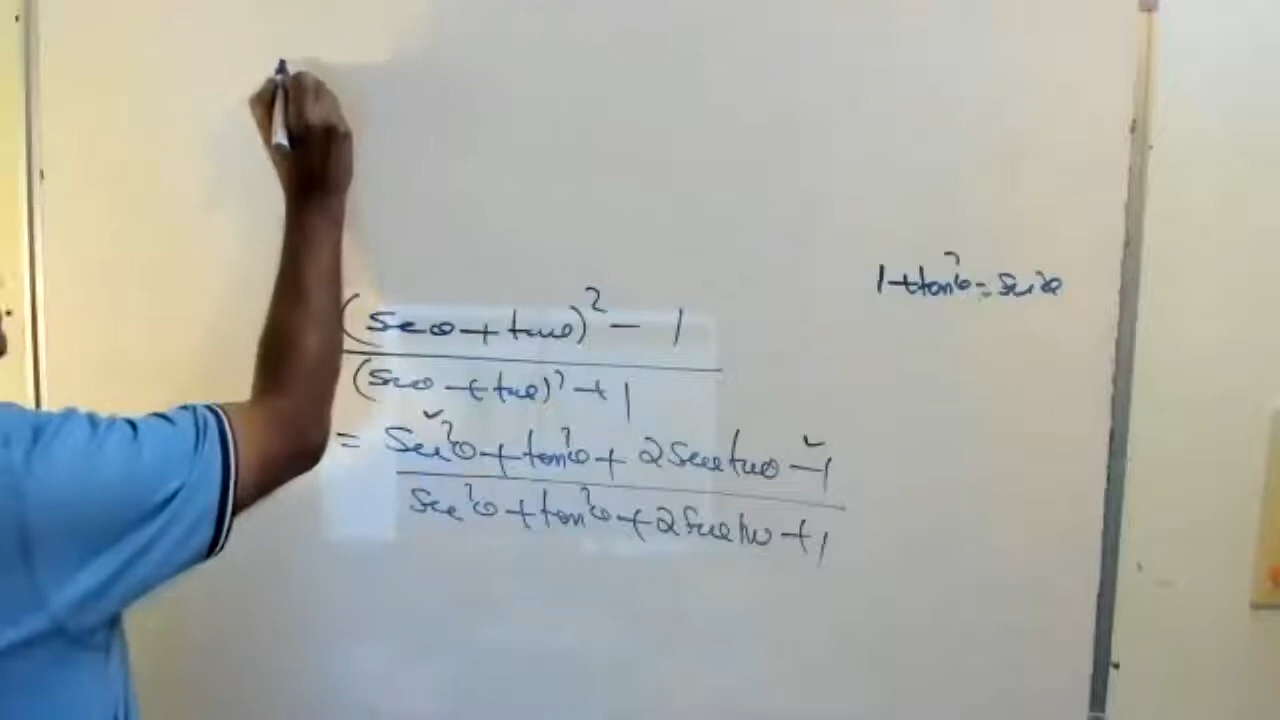 (secθ + tanθ)² - 1
(secθ + tanθ)² + 1
1 + tan²θ = sec²θ
= sec²θ + tan²θ + 2secθtanθ - 1
sec²θ + tan²θ + 2secθtanθ + 1